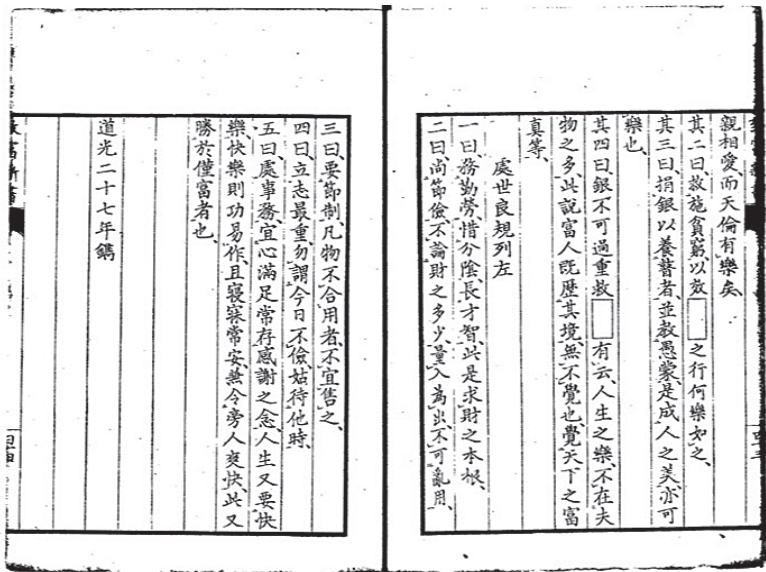 親相愛、而天倫有樂矣、
其二曰、救施貧窮、以效□之行、何樂如之、
其三曰、捐銀以養瞽者、並教愚蒙、是成人之美、亦可
樂也、
其四曰、銀不可過重、故□有云、人生之樂、不在夫
物之多、此說富人既歷其境、無不覺也、覺天下之富
真等、
處世良規列左
一曰、務勤勞、惜分陰、長才智、此是求財之本根、
二曰、尚節儉、不論財之多少、量入為出、不可亂用、
三曰、要節制、凡物不合用者、不宜售之、
四曰、立志最重、勿謂今日不儉、姑待他時、
五曰、處事務宜心滿足、常存感謝之念、人生又要快
樂、快樂則功易作、且寢寐常安、兼令旁人爽快、此又
勝於僅富者也、
道光二十七年鐫
致富新書